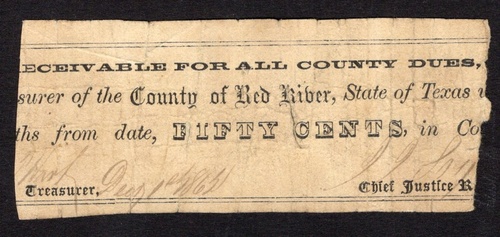 ECEIVABLE FOR ALL COUNTY DUES,
surer of the County of Red River, State of Texas
ths from date, FIFTY CENTS, in Co
Treasurer,
Chief Justice R